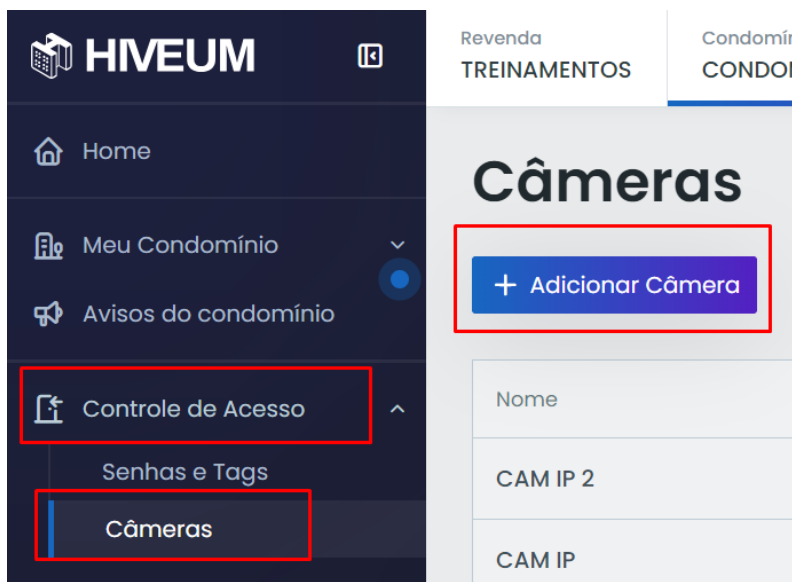 HIVEUM
Home
Meu Condomínio
Avisos do condomínio
Controle de Acesso
Senhas e Tags
Câmeras
Revenda
TREINAMENTOS
Câmeras
+ Adicionar Câmera
Nome
CAM IP 2
CAM IP